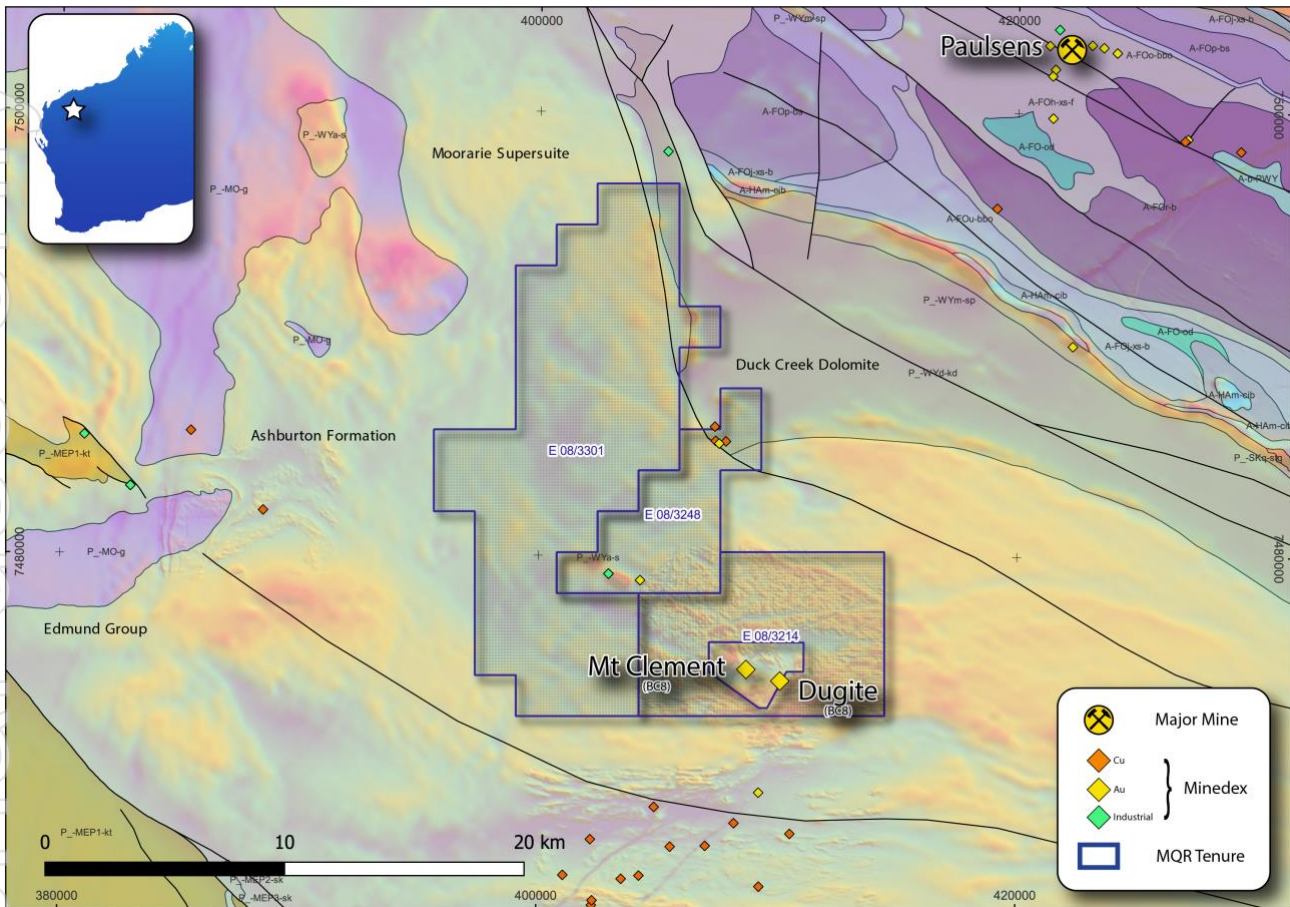 400000
420000
P_-WYm-sp
A-FOj-xs-b
Paulsens
A-FOp-bs
A-FOo-bbo
7500000
7500000
A-FOh-xs-f
A-FOp-bs
P_-WYa-s
A-FO-od
Moorarie Supersuite
A-FOj-xs-b
P_-MO-g
A-HAm-cib
A-FOr-b
A-FOu-bbo
P_-WYm-sp
A-HAm-cib
A-FO-od
P_-MO-g
A-FOj-xs-b
Duck Creek Dolomite
P_-WYd-kd
A-HAm-cib
A-HAm-cib
Ashburton Formation
E 08/3301
P_-MEP1-kt
P_-SKq-stq
E 08/3248
7480000
P_-MO-g
P_-WYa-s
7480000
Edmund Group
E 08/3214
Mt Clement
(BC8)
Dugite
(BC8)
Major Mine
Cu
Au
Minedex
Industrial
MQR Tenure
P_-MEP1-kt
0
10
20 km
P_-MEP2-sk
P_-MEP3-sk
380000
400000
420000